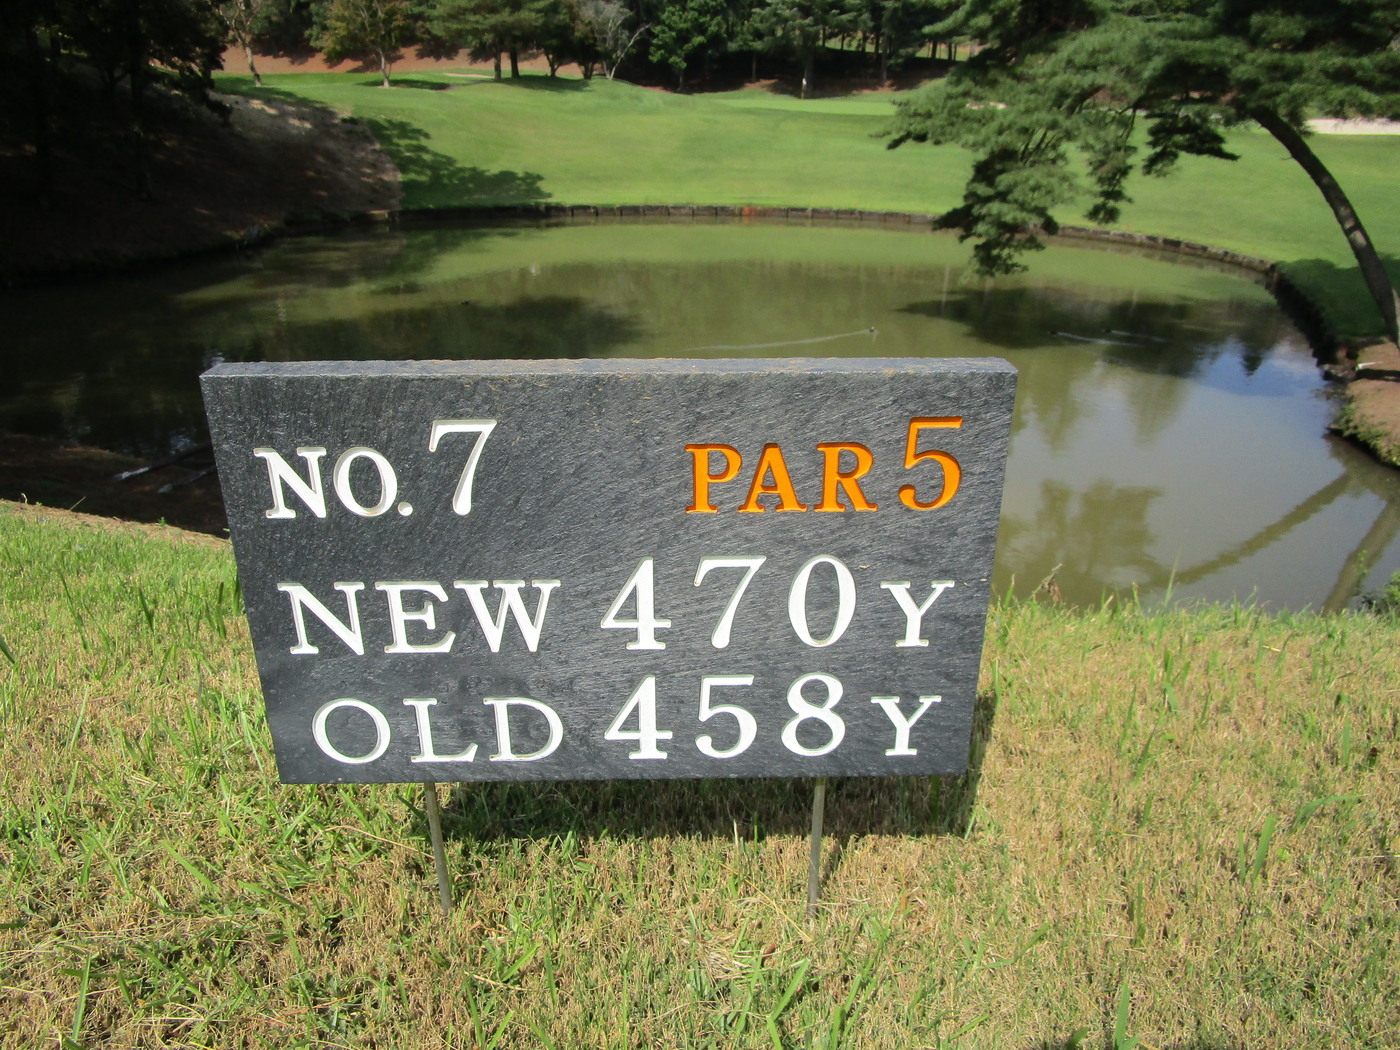 NO. 7 PAR 5
NEW 470Y
OLD 458Y